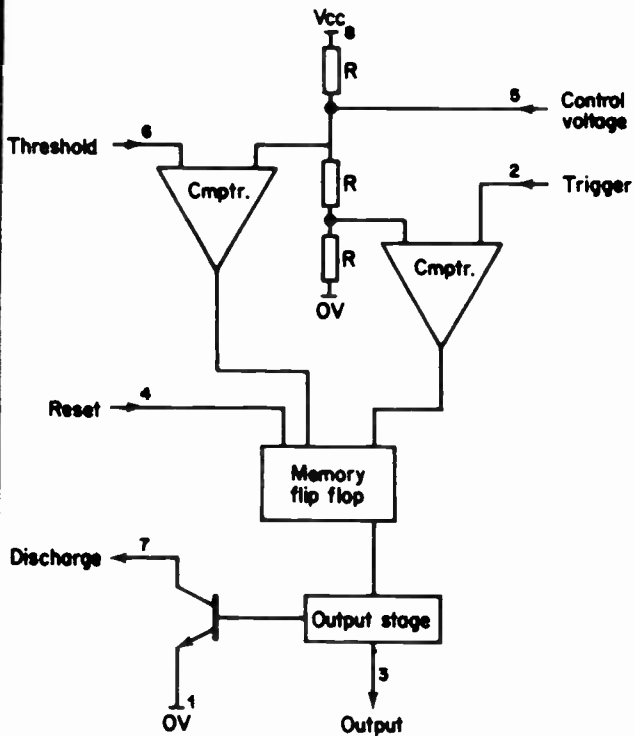 Vcc
8
R
5
Control
voltage
6
Threshold
Cmptr.
R
2
Trigger
R
Cmptr.
0V
4
Reset
Memory
flip flop
7
Discharge
Output stage
3
1
0V
Output